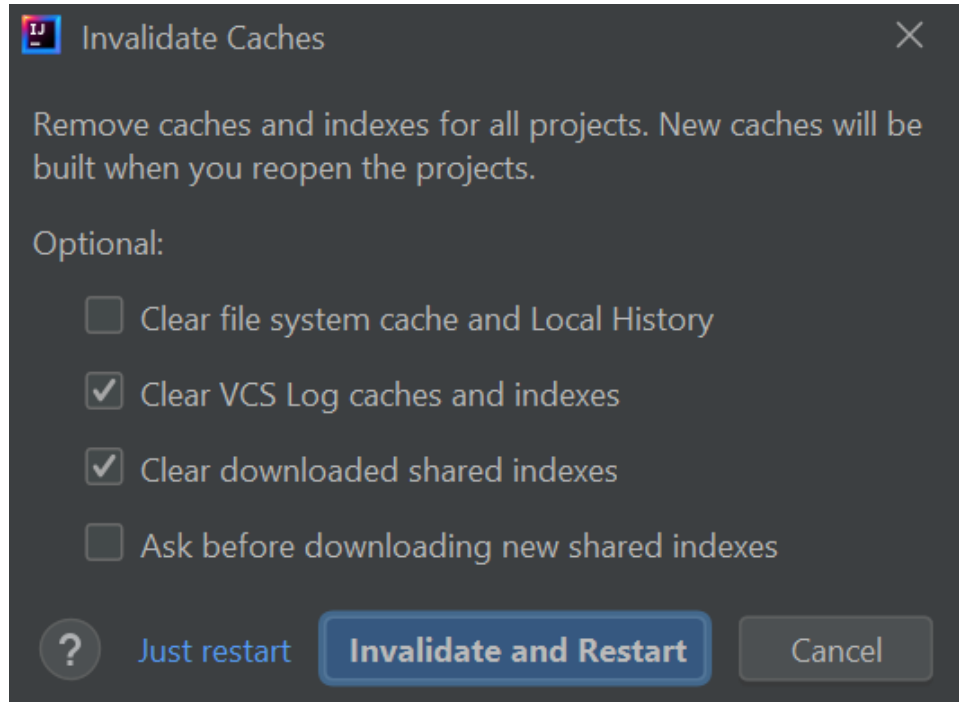 IJ
Invalidate Caches
Remove caches and indexes for all projects. New caches will be
built when you reopen the projects.
Optional:
Clear file system cache and Local History
Clear VCS Log caches and indexes
Clear downloaded shared indexes
Ask before downloading new shared indexes
? Just restart Invalidate and Restart Cancel